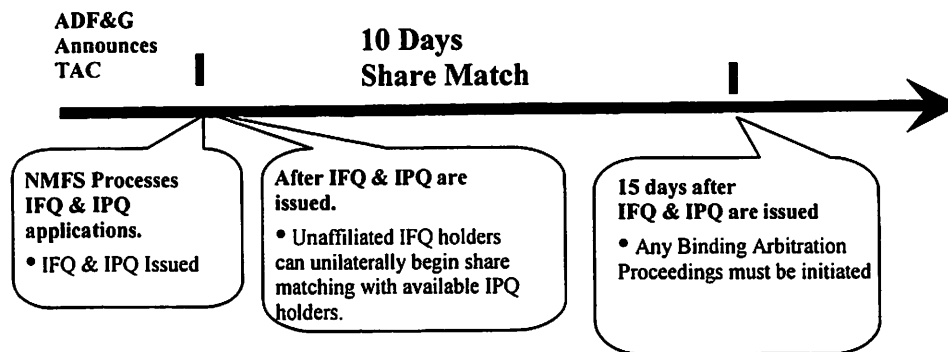 ADF&G
Announces
TAC
10 Days
Share Match
NMFS Processes
IFQ & IPQ
applications.
• IFQ & IPQ Issued
After IFQ & IPQ are
issued.
• Unaffiliated IFQ holders
can unilaterally begin share
matching with available IPQ
holders.
15 days after
IFQ & IPQ are issued
• Any Binding Arbitration
Proceedings must be initiated